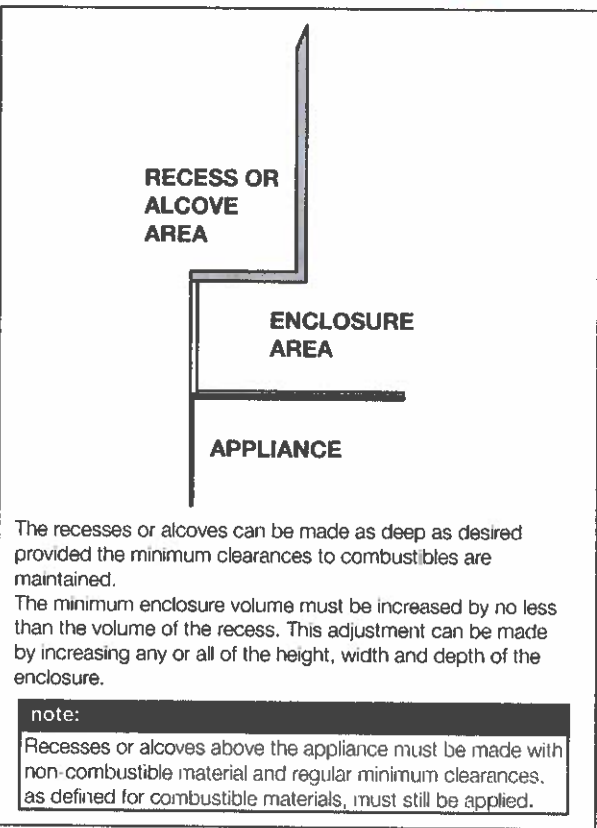 RECESS OR
ALCOVE
AREA
ENCLOSURE
AREA
APPLIANCE
The recesses or alcoves can be made as deep as desired
provided the minimum clearances to combustibles are
maintained.
The minimum enclosure volume must be increased by no less
than the volume of the recess. This adjustment can be made
by increasing any or all of the height, width and depth of the
enclosure.
note:
Recesses or alcoves above the appliance must be made with
non-combustible material and regular minimum clearances,
as defined for combustible materials, must still be applied.